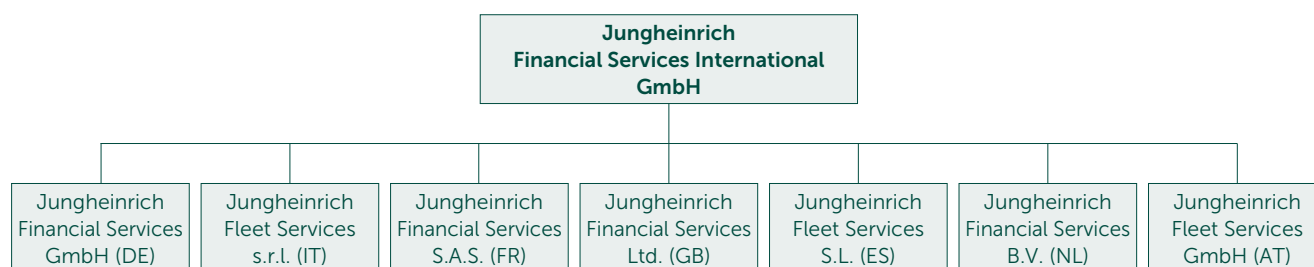 Jungheinrich
Financial Services International
GmbH
Jungheinrich
Financial Services
GmbH (DE)
Jungheinrich
Fleet Services
s.r.l. (IT)
Jungheinrich
Financial Services
S.A.S. (FR)
Jungheinrich
Financial Services
Ltd. (GB)
Jungheinrich
Fleet Services
S.L. (ES)
Jungheinrich
Financial Services
B.V. (NL)
Jungheinrich
Fleet Services
GmbH (AT)